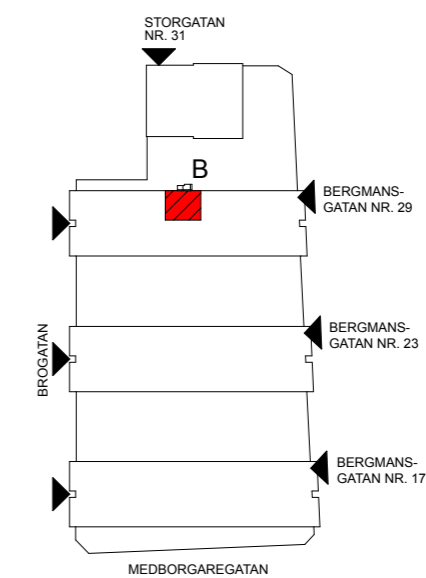 STORGATAN
NR. 31
B
BERGMANS-
GATAN NR. 29
BROGATAN
BERGMANS-
GATAN NR. 23
BERGMANS-
GATAN NR. 17
MEDBORGAREGATAN